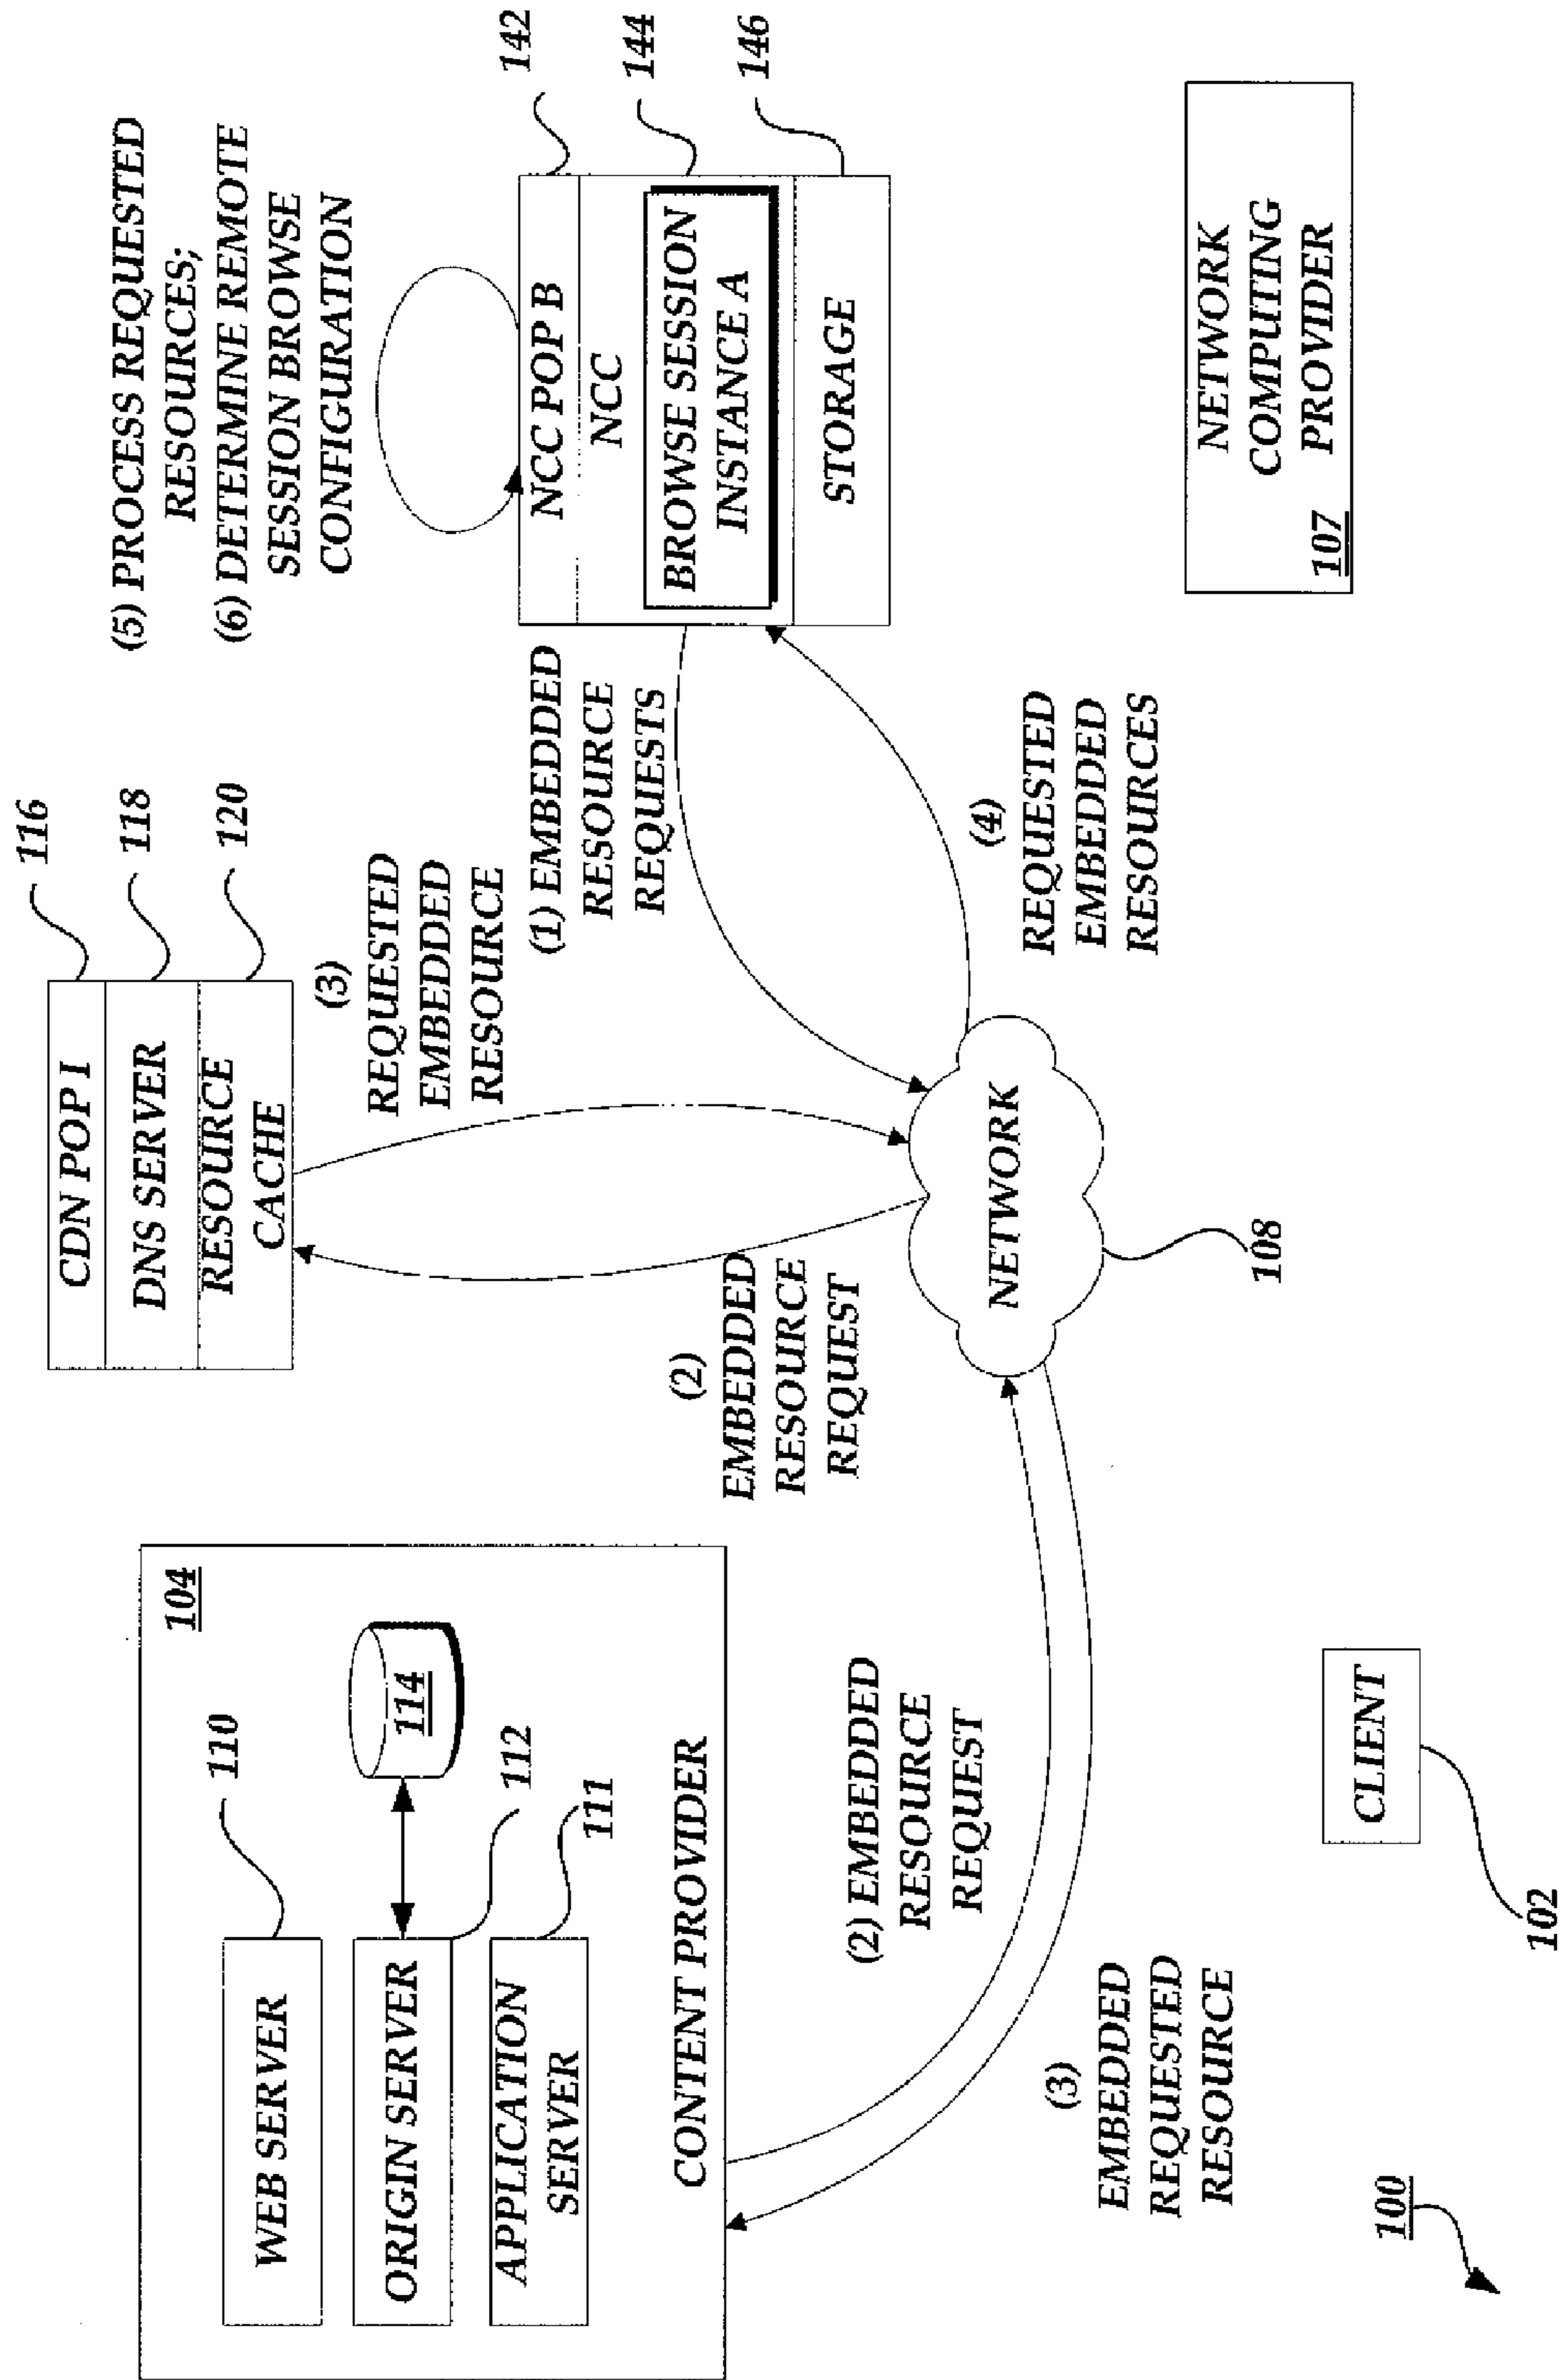 104
WEB SERVER
110
ORIGIN SERVER
114
112
APPLICATION
SERVER
111
CONTENT PROVIDER
CDN POP I
116
DNS SERVER
118
RESOURCE
CACHE
120
(5) PROCESS REQUESTED
RESOURCES;
(6) DETERMINE REMOTE
SESSION BROWSE
CONFIGURATION
NCC POP B
142
NCC
BROWSE SESSION
INSTANCE A
144
STORAGE
146
(3)
REQUESTED
EMBEDDED
RESOURCE
(1) EMBEDDED
RESOURCE
REQUESTS
(2)
EMBEDDED
RESOURCE
REQUEST
(4)
REQUESTED
EMBEDDED
RESOURCES
NETWORK
108
(2) EMBEDDED
RESOURCE
REQUEST
(3)
EMBEDDED
REQUESTED
RESOURCE
CLIENT
102
NETWORK
COMPUTING
PROVIDER
107
100